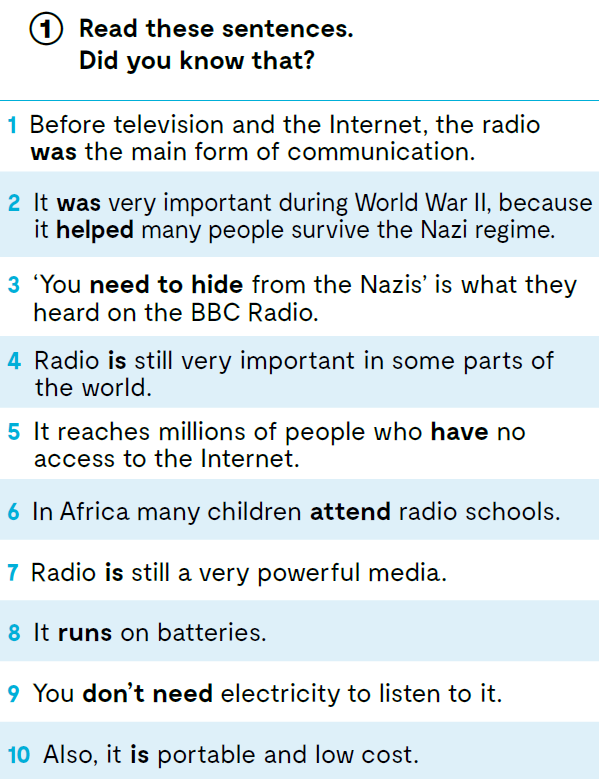 1 Read these sentences.
Did you know that?
1 Before television and the Internet, the radio
was the main form of communication.
2 It was very important during World War II, because
it helped many people survive the Nazi regime.
3 ‘You need to hide from the Nazis’ is what they
heard on the BBC Radio.
4 Radio is still very important in some parts of
the world.
5 It reaches millions of people who have no
access to the Internet.
6 In Africa many children attend radio schools.
7 Radio is still a very powerful media.
8 It runs on batteries.
9 You don’t need electricity to listen to it.
10 Also, it is portable and low cost.